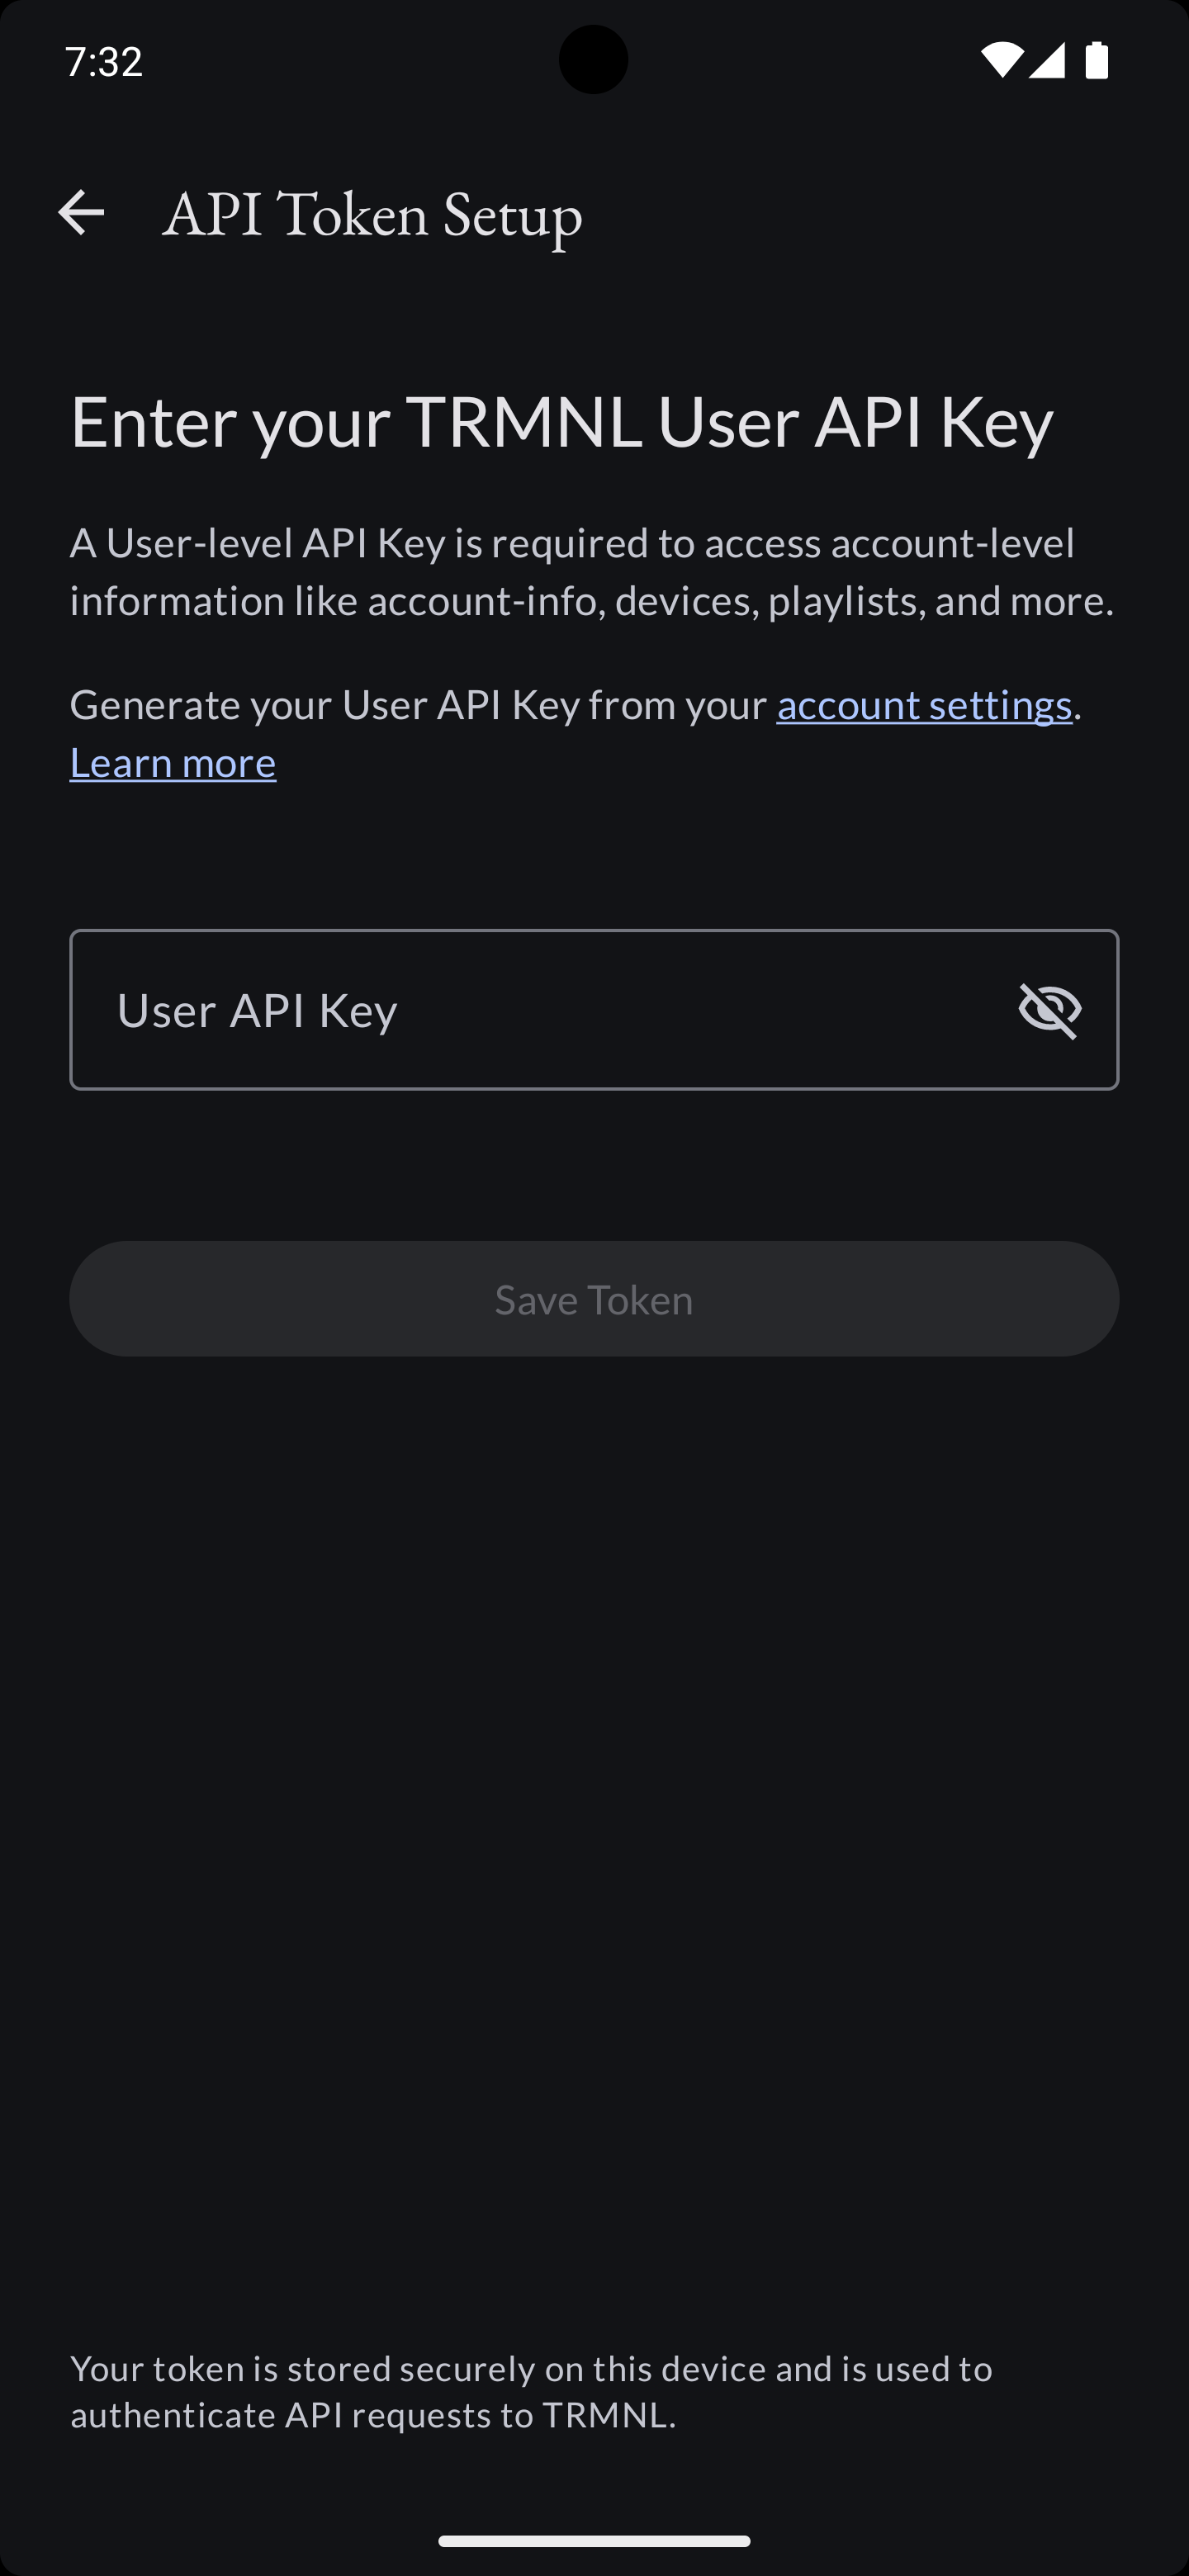 7:32
API Token Setup
Enter your TRMNL User API Key
A User-level API Key is required to access account-level
information like account-info, devices, playlists, and more.
Generate your User API Key from your account settings.
Learn more
User API Key
Save Token
Your token is stored securely on this device and is used to
authenticate API requests to TRMNL.